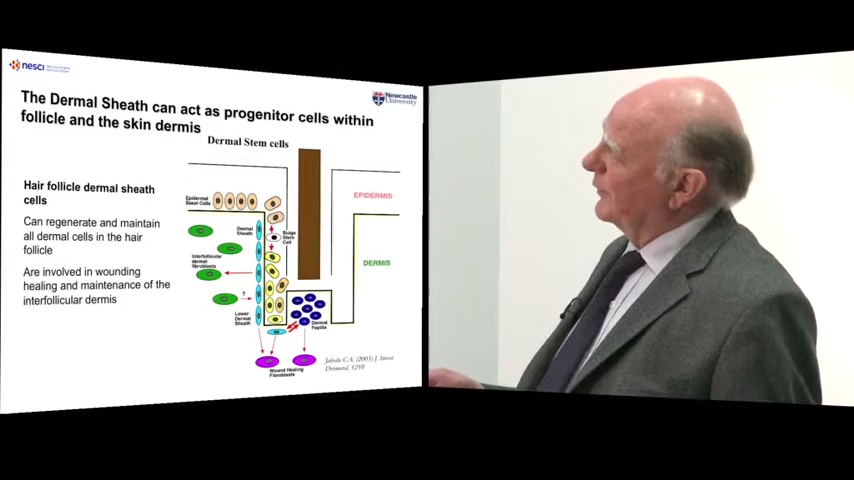 nesci
Newcastle
University
The Dermal Sheath can act as progenitor cells within
follicle and the skin dermis
Dermal Stem cells
Hair follicle dermal sheath
cells
Can regenerate and maintain
all dermal cells in the hair
follicle
Are involved in wounding
healing and maintenance of the
interfollicular dermis
Epidermal
Basal Cells
EPIDERMIS
Dermal
Sheath
Bulge
Stem
Cell
Interfollicular
dermal
fibroblasts
DERMIS
?
Lower
Dermal
Sheath
Dermal
Papilla
Wound Healing
Fibroblasts
(2003) J. Invest
1210